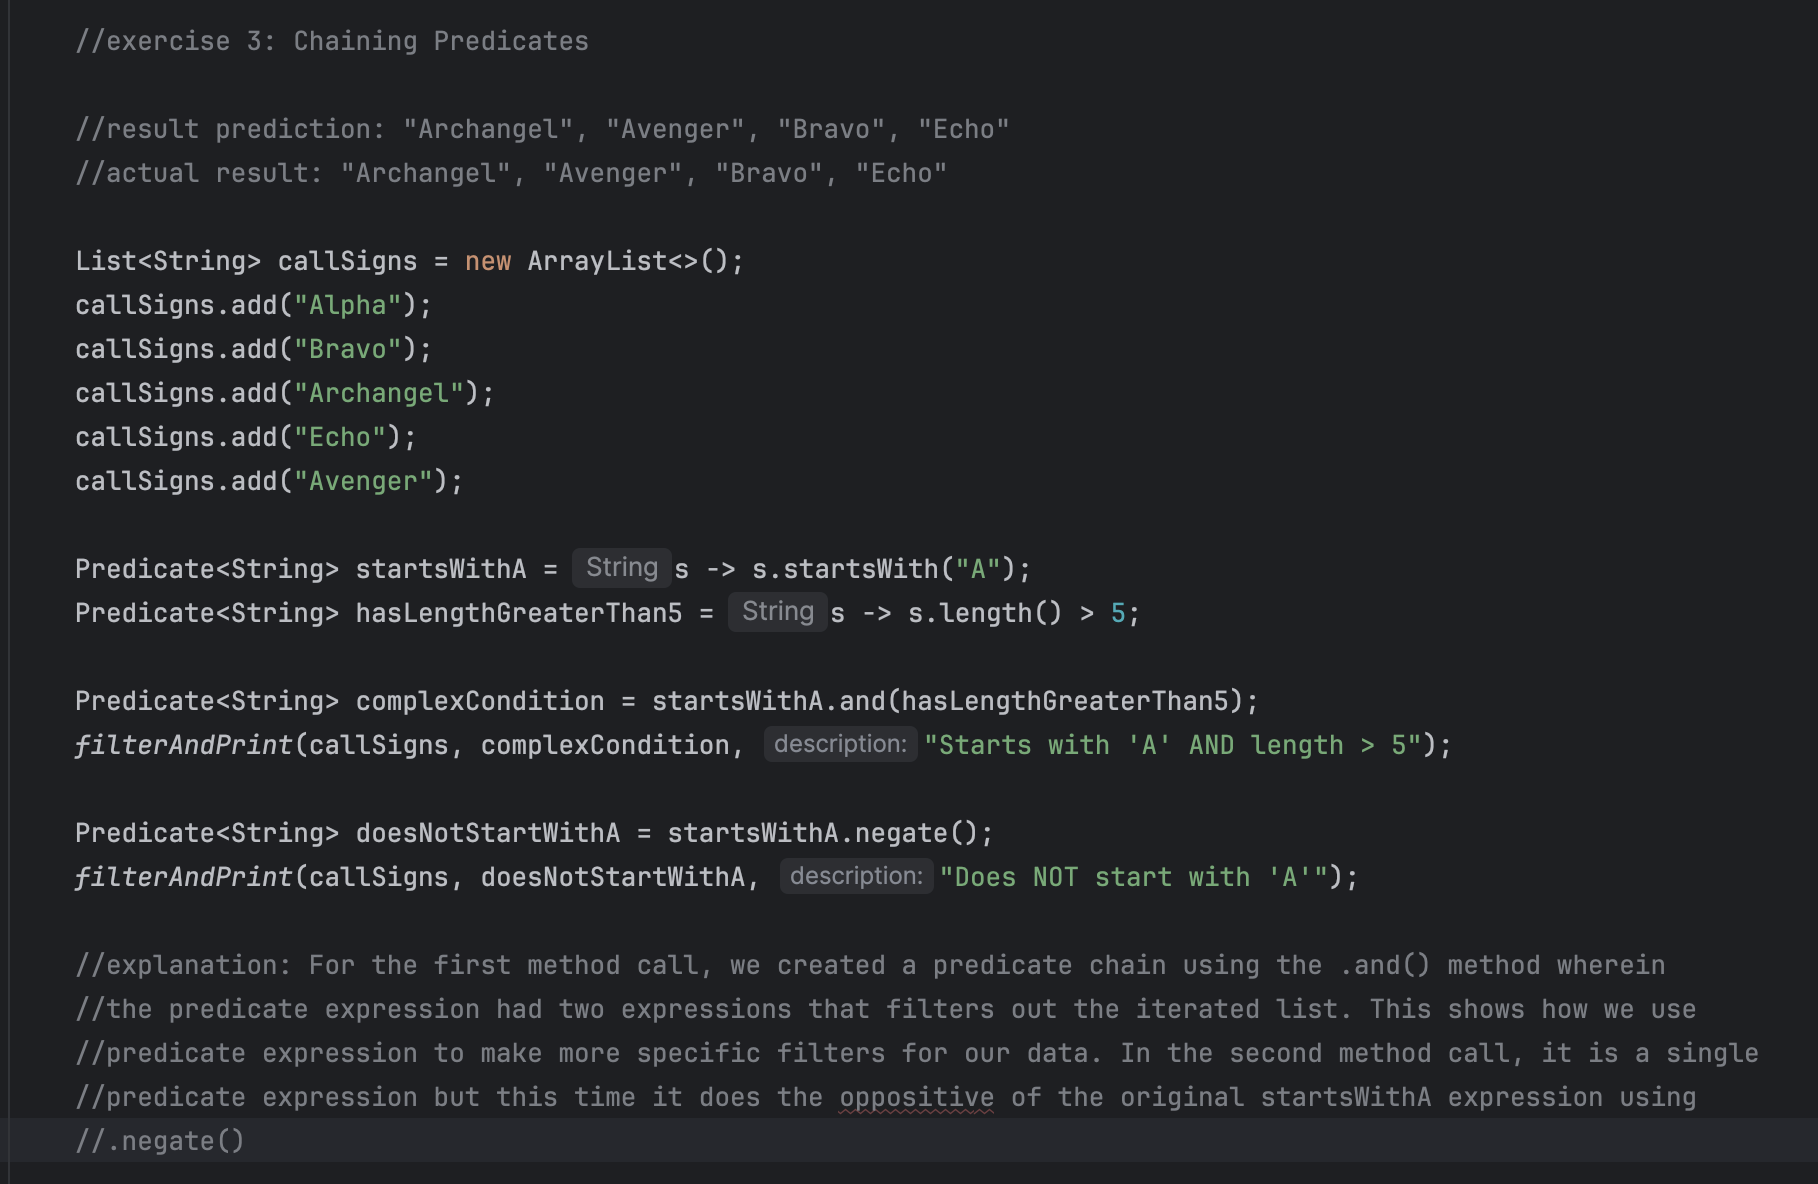 //exercise 3: Chaining Predicates
//result prediction: "Archangel", "Avenger", "Bravo", "Echo"
//actual result: "Archangel", "Avenger", "Bravo", "Echo"
List<String> callSigns = new ArrayList<>();
callSigns.add("Alpha");
callSigns.add("Bravo");
callSigns.add("Archangel");
callSigns.add("Echo");
callSigns.add("Avenger");
Predicate<String> startsWithA = String s -> s.startsWith("A");
Predicate<String> hasLengthGreaterThan5 = String s -> s.length() > 5;
Predicate<String> complexCondition = startsWithA.and(hasLengthGreaterThan5);
filterAndPrint(callSigns, complexCondition, description: "Starts with 'A' AND length > 5");
Predicate<String> doesNotStartWithA = startsWithA.negate();
filterAndPrint(callSigns, doesNotStartWithA, description: "Does NOT start with 'A'");
//explanation: For the first method call, we created a predicate chain using the .and() method wherein
//the predicate expression had two expressions that filters out the iterated list. This shows how we use
//predicate expression to make more specific filters for our data. In the second method call, it is a single
//predicate expression but this time it does the oppositive of the original startsWithA expression using
//.negate()